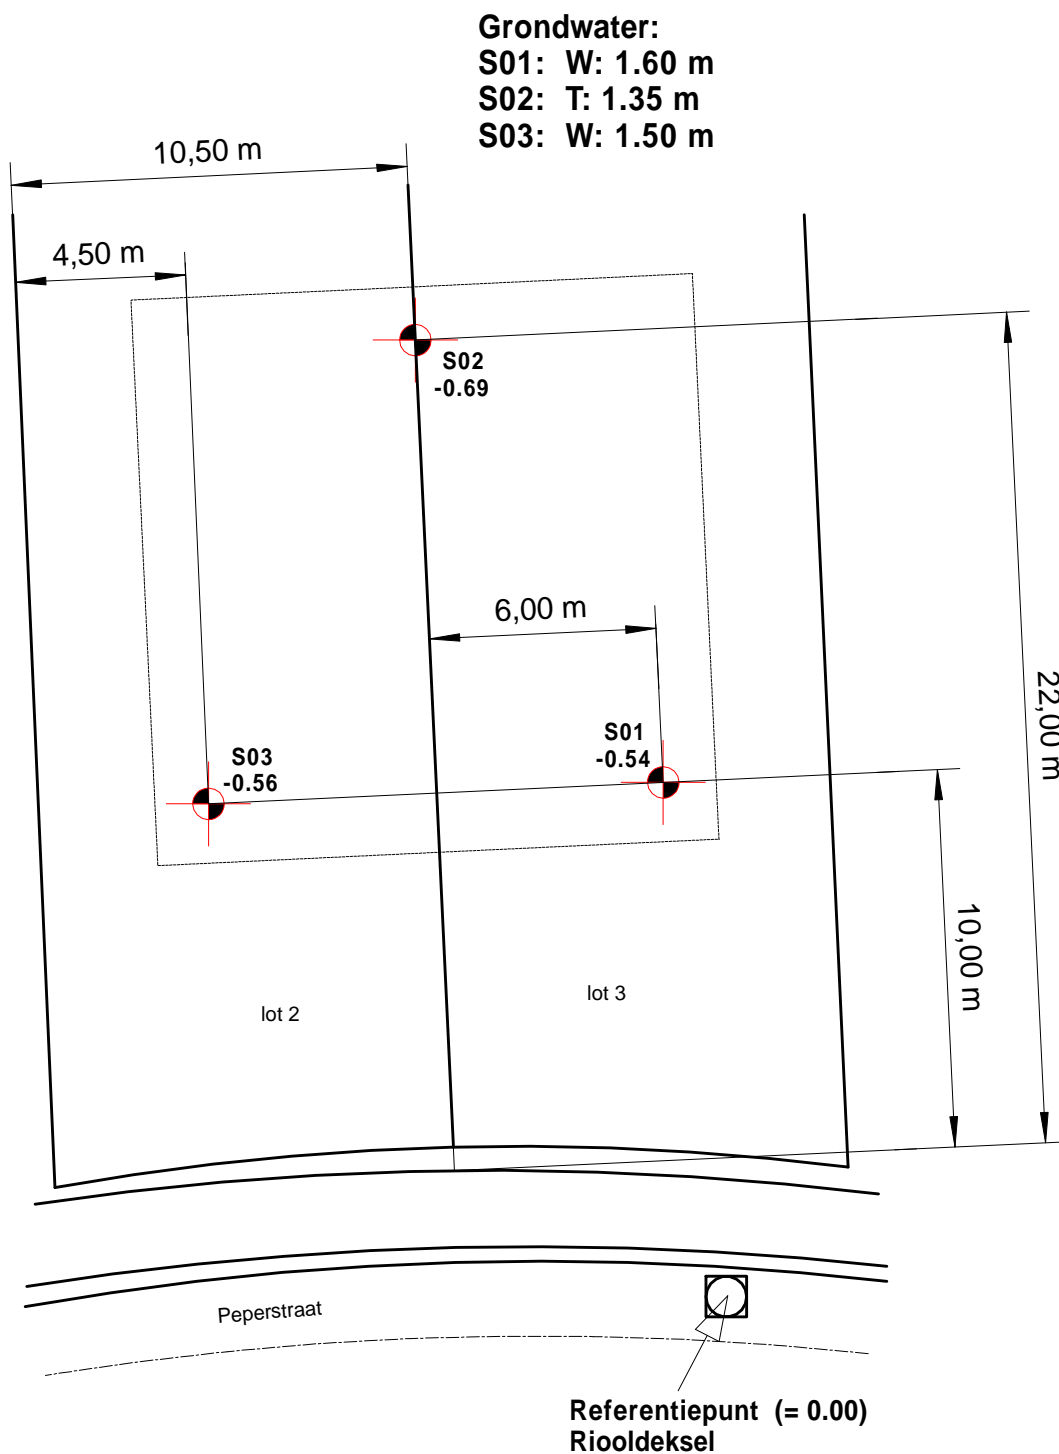 Grondwater:
S01: W: 1.60 m
S02: T: 1.35 m
S03: W: 1.50 m
10,50 m
4,50 m
S02
-0.69
6,00 m
22,00 m
S01
-0.54
S03
-0.56
10,00 m
lot 2
lot 3
Peperstraat
Referentiepunt (= 0.00)
Riooldeksel